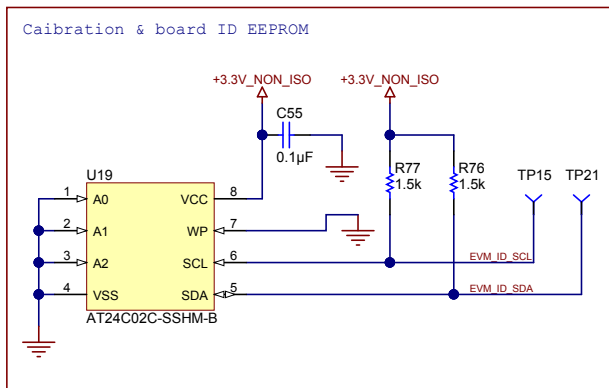 Caibration & board ID EEPROM
+3.3V_NON_ISO
+3.3V_NON_ISO
C55
0.1µF
R77
1.5k
R76
1.5k
TP15
TP21
U19
1
A0
VCC
8
2
A1
WP
7
3
A2
SCL
6
EVM_ID_SCL
4
VSS
SDA
5
EVM_ID_SDA
AT24C02C-SSHM-B